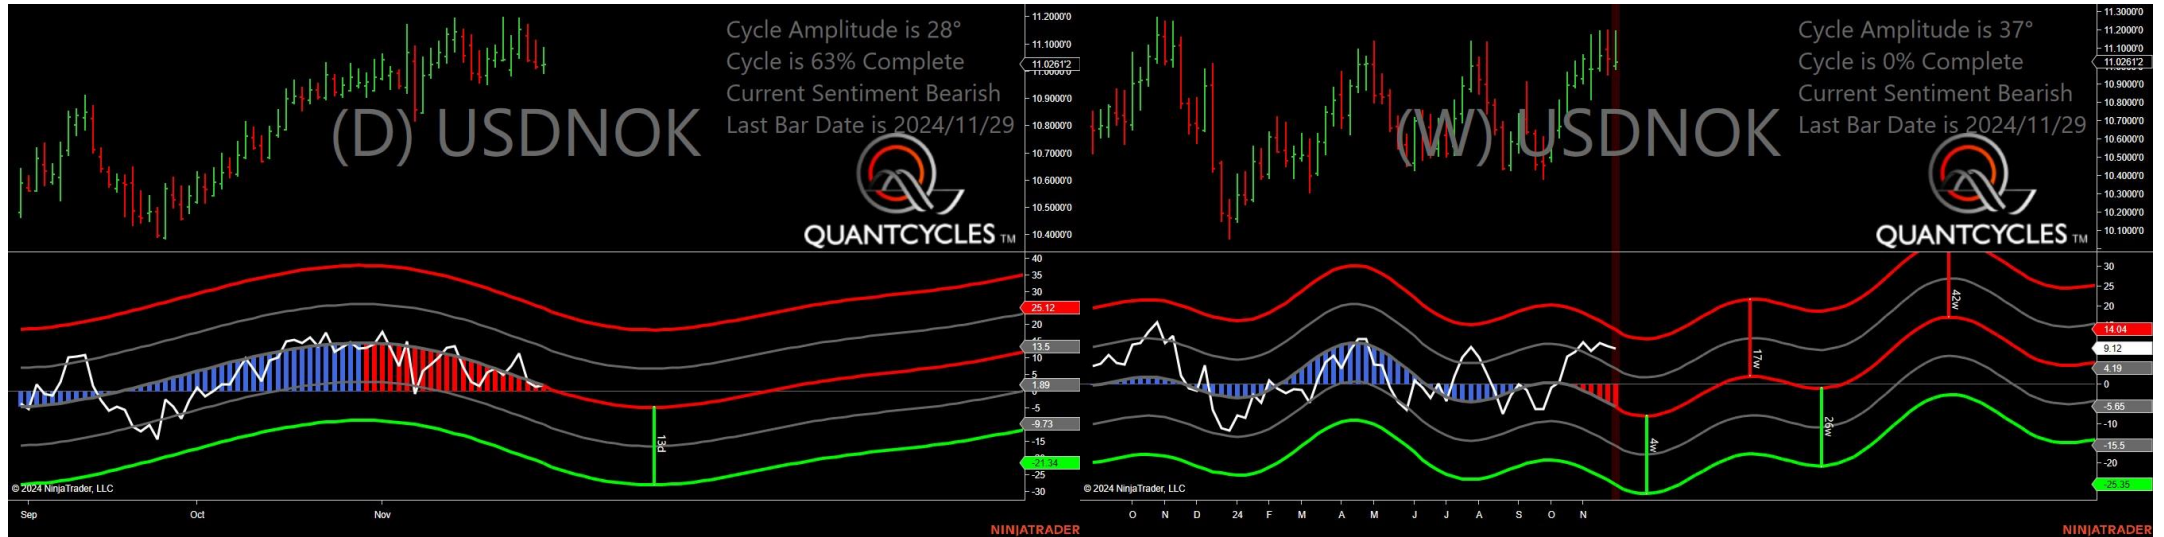 (D) USDNOK
Cycle Amplitude is 28°
Cycle is 63% Complete
Current Sentiment Bearish
Last Bar Date is 2024/11/29
QUANTCYCLES TM
11.2000'0
11.1000'0
11.0261'2
11.0000'0
10.9000'0
10.8000'0
10.7000'0
10.6000'0
10.5000'0
10.4000'0
40
35
30
25.12
20
13.5
10
5
1.89
0
-5
-9.73
-15
-21.34
-25
-30
13d
© 2024 NinjaTrader, LLC
Sep
Oct
Nov
NINJATRADER
(W) USDNOK
Cycle Amplitude is 37°
Cycle is 0% Complete
Current Sentiment Bearish
Last Bar Date is 2024/11/29
QUANTCYCLES TM
11.3000'0
11.2000'0
11.1000'0
11.0261'2
10.9000'0
10.8000'0
10.7000'0
10.6000'0
10.5000'0
10.4000'0
10.3000'0
10.2000'0
10.1000'0
30
25
20
14.04
9.12
4.19
0
-5.65
-10
-15.5
-20
-25.35
17w
42w
4w
26w
© 2024 NinjaTrader, LLC
O N D 24 F M A M J J A S O N
NINJATRADER